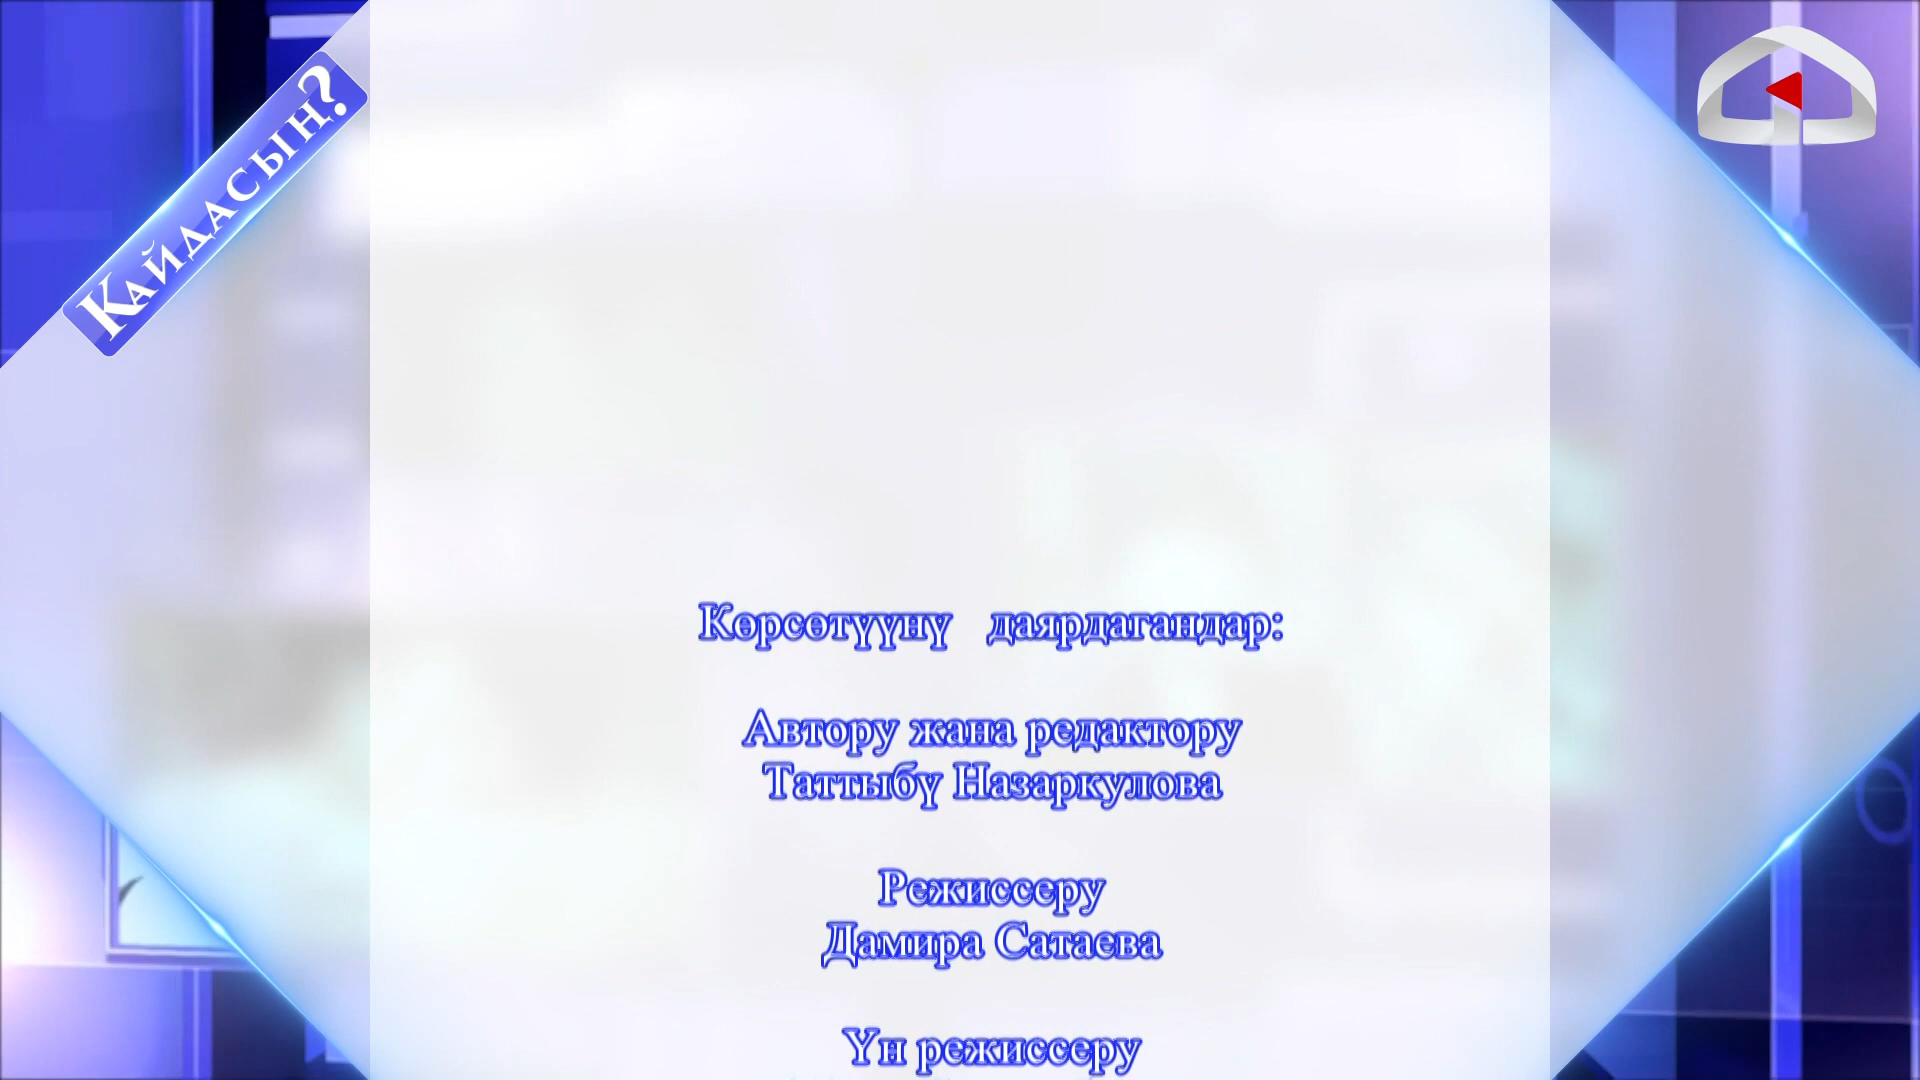 Кайдасың?
Көрсөтүүнү даярдагандар:
Автору жана редактору
Таттыбү Назаркулова
Режиссеру
Дамира Сатаева
Үн режиссеру